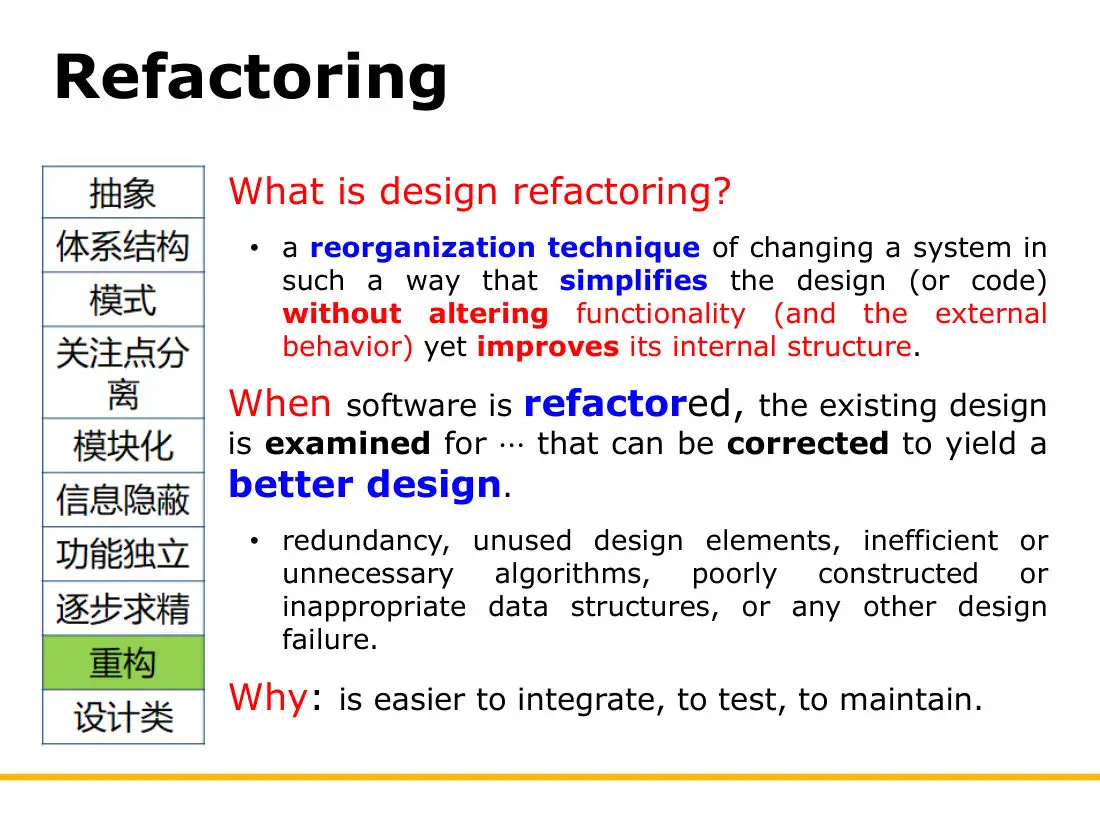 Refactoring
抽象
体系结构
模式
关注点分
离
模块化
信息隐蔽
功能独立
逐步求精
重构
设计类
What is design refactoring?
• a reorganization technique of changing a system in
such a way that simplifies the design (or code)
without altering functionality (and the external
behavior) yet improves its internal structure.
When software is refactored, the existing design
is examined for ··· that can be corrected to yield a
better design.
• redundancy, unused design elements, inefficient or
unnecessary algorithms, poorly constructed or
inappropriate data structures, or any other design
failure.
Why: is easier to integrate, to test, to maintain.